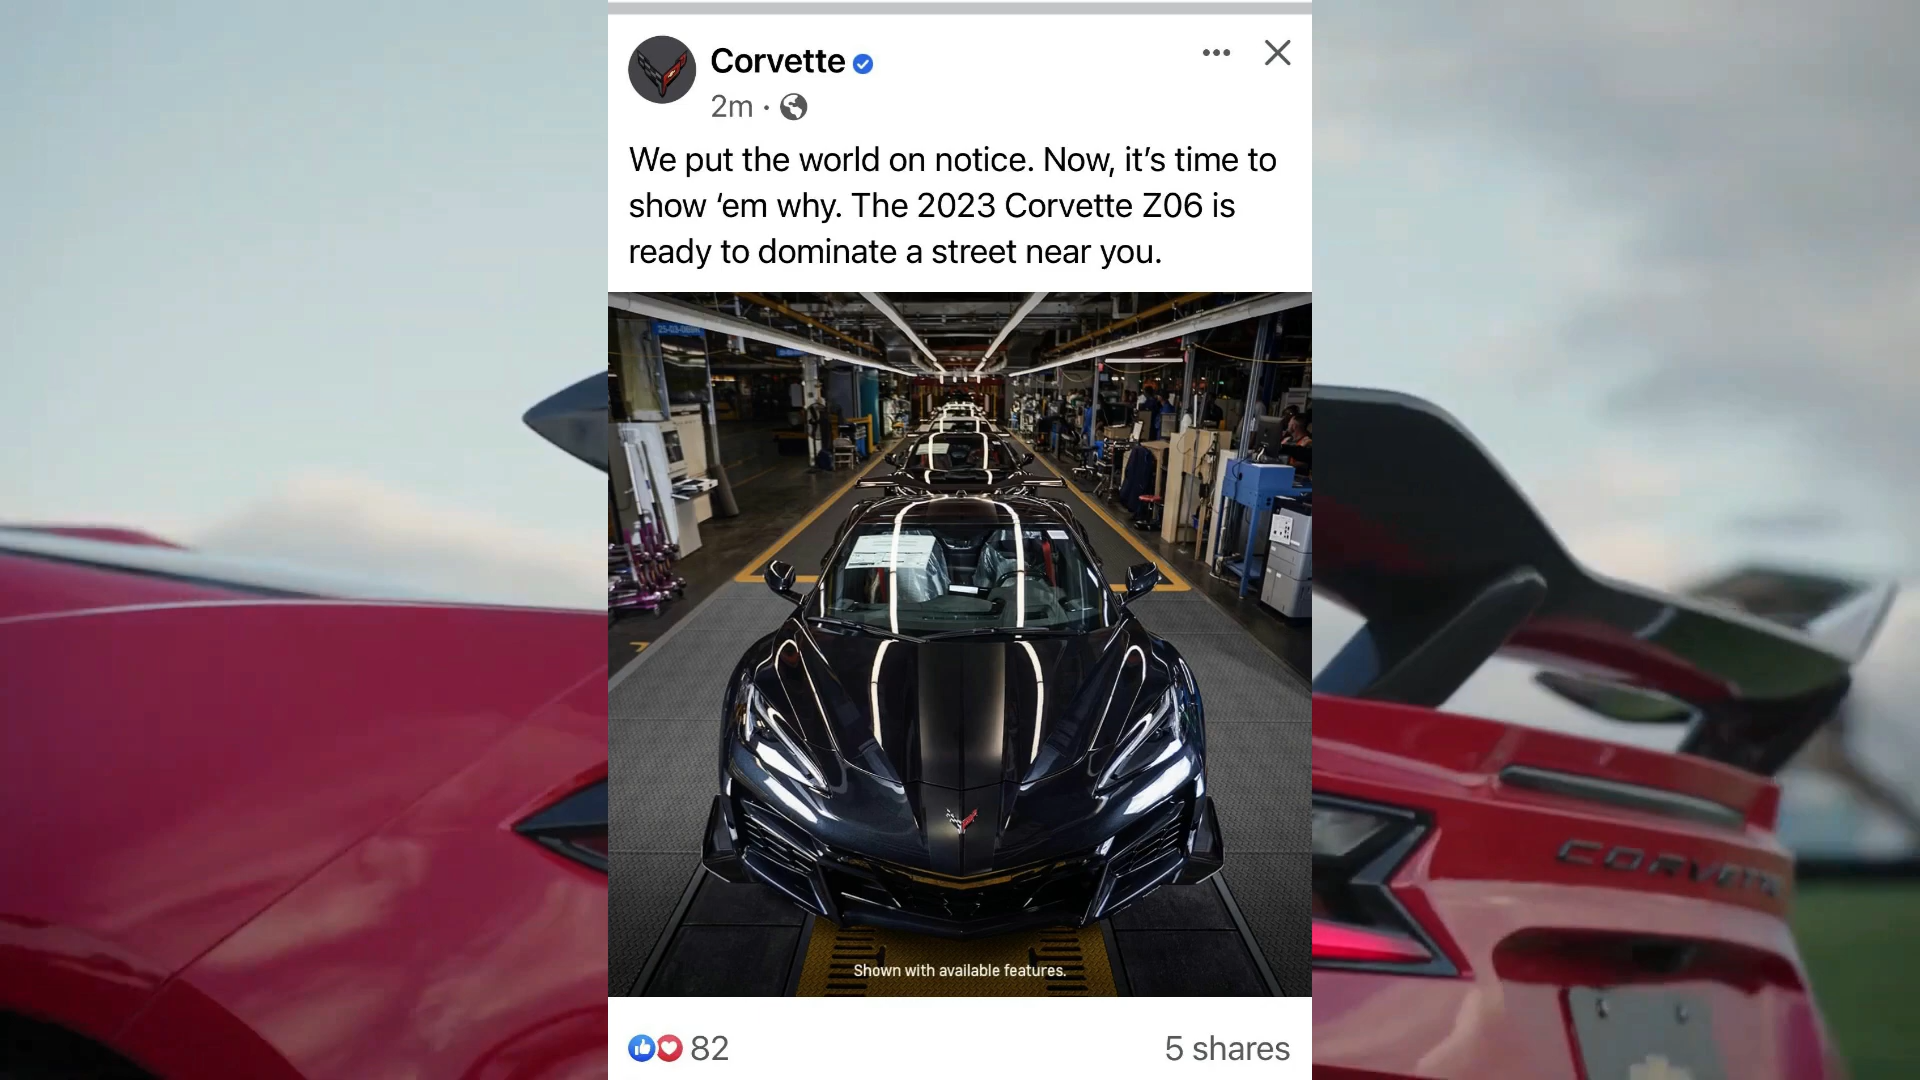 Corvette
2m
We put the world on notice. Now, it’s time to
show ‘em why. The 2023 Corvette Z06 is
ready to dominate a street near you.
Shown with available features.
82
5 shares
CORVETTE